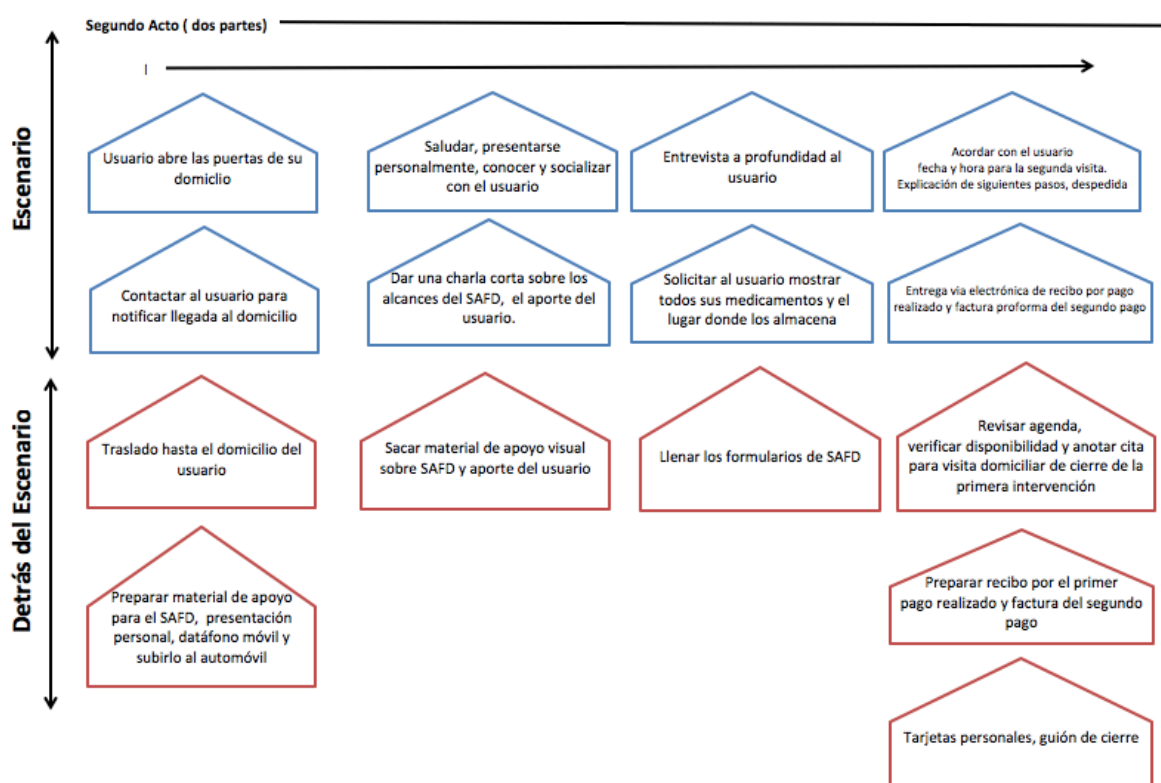 Segundo Acto ( dos partes)
I
Escenario
Usuario abre las puertas de su
domiclio
Saludar, presentarse
personalmente, conocer y socializar
con el usuario
Entrevista a profundidad al
usuario
Acordar con el usuario
fecha y hora para la segunda visita.
Explicación de siguientes pasos, despedida
Contactar al usuario para
notificar llegada al domicilio
Dar una charla corta sobre los
alcances del SAFD, el aporte del
usuario.
Solicitar al usuario mostrar
todos sus medicamentos y el
lugar donde los almacena
Entrega vía electrónica de recibo por pago
realizado y factura proforma del segundo pago
Detrás del Escenario
Traslado hasta el domicilio del
usuario
Sacar material de apoyo visual
sobre SAFD y aporte del usuario
Llenar los formularios de SAFD
Revisar agenda,
verificar disponibilidad y anotar cita
para visita domiciliar de cierre de la
primera intervención
Preparar material de apoyo
para el SAFD, presentación
personal, datáfono móvil y
subirlo al automóvil
Preparar recibo por el primer
pago realizado y factura del segundo
pago
Tarjetas personales, guión de cierre